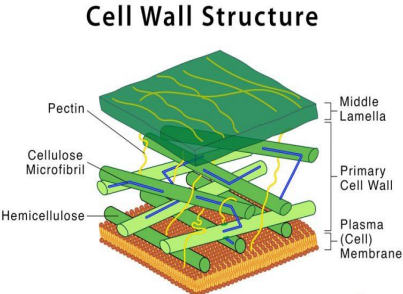 Cell Wall Structure
Pectin
Cellulose
Microfibril
Hemicellulose
Middle
Lamella
Primary
Cell Wall
Plasma
(Cell)
Membrane